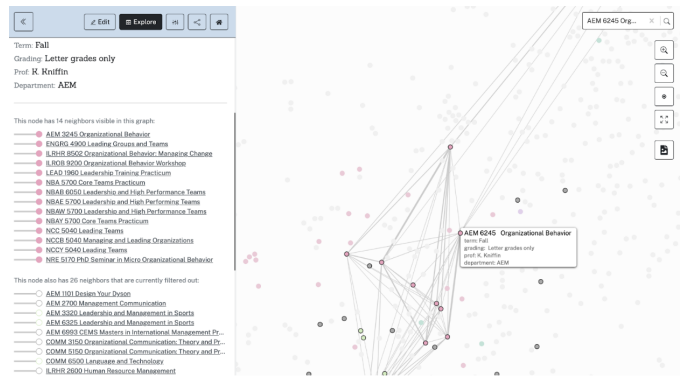 Edit
Explore
AEM 6245 Org...
Term: Fall
Grading: Letter grades only
Prof: K. Kniffin
Department: AEM
This node has 14 neighbors visible in this graph:
AEM 3245 Organizational Behavior
ENGRG 4900 Leading Groups and Teams
ILRHR 8502 Organizational Behavior: Managing Change
ILROB 9200 Organizational Behavior Workshop
LEAD 1960 Leadership Training Practicum
NBA 5700 Core Teams Practicum
NBAB 6050 Leadership and High Performance Teams
NBAE 5700 Leadership and High Performing Teams
NBAW 5700 Leadership and High Performance Teams
NBAY 5700 Core Teams Practicum
NCC 5040 Leading Teams
NCCB 5040 Managing and Leading Organizations
NCCY 5040 Leading Teams
NRE 5170 PhD Seminar in Micro Organizational Behavior
This node also has 26 neighbors that are currently filtered out:
AEM 1101 Design Your Dyson
AEM 2700 Management Communication
AEM 3320 Leadership and Management in Sports
AEM 6325 Leadership and Management in Sports
AEM 6993 CEMS Masters in International Management Pr...
COMM 3150 Organizational Communication: Theory and Pr...
COMM 5150 Organizational Communication: Theory and Pr...
COMM 6500 Language and Technology
ILRHR 2600 Human Resource Management
AEM 6245 Organizational Behavior
term: Fall
grading: Letter grades only
prof: K. Kniffin
department: AEM